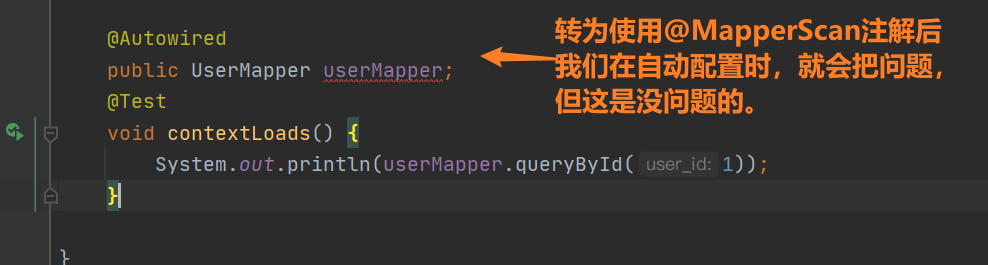 @Autowired
public UserMapper userMapper;
@Test
void contextLoads() {
System.out.println(userMapper.queryById( user_id: 1));
}
}
转为使用@MapperScan注解后
我们在自动配置时，就会把问题，
但这是没问题的。